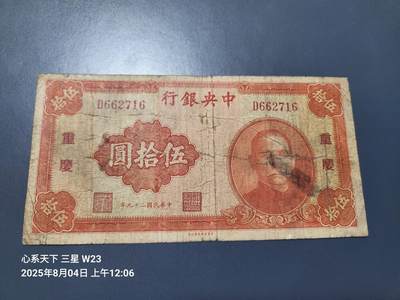 伍拾
中央銀行
伍拾
D662716
D662716
重慶
伍拾圓
重慶
中華民國二十九年印
伍拾
伍拾
心系天下 三星 W23
2025年8月04日 上午12:06